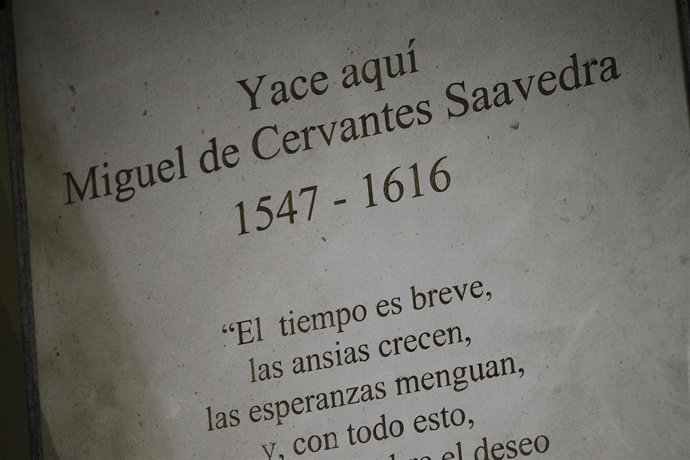 Yace aquí
Miguel de Cervantes Saavedra
1547 - 1616
“El tiempo es breve,
las ansias crecen,
las esperanzas menguan,
y, con todo esto,
el deseo